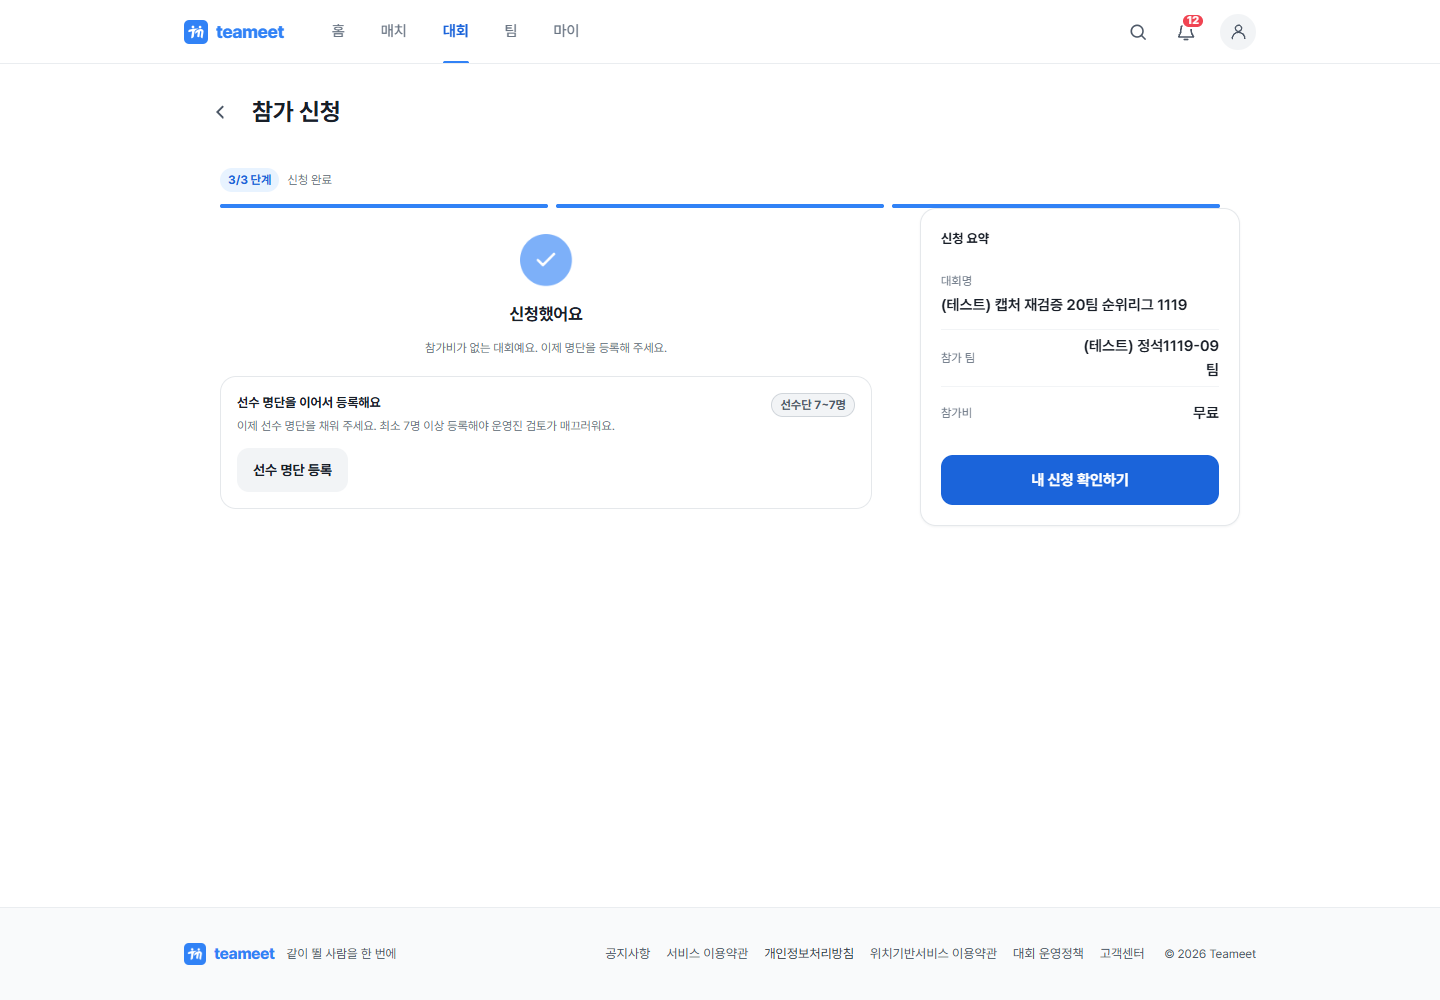 teameet
홈
매치
대회
팀
마이
12
참가 신청
3/3 단계
신청 완료
신청했어요
참가비가 없는 대회예요. 이제 명단을 등록해 주세요.
선수 명단을 이어서 등록해요
선수단 7~7명
이제 선수 명단을 채워 주세요. 최소 7명 이상 등록해야 운영진 검토가 매끄러워요.
선수 명단 등록
신청 요약
대회명
(테스트) 캡처 재검증 20팀 순위리그 1119
참가 팀
(테스트) 정석1119-09
팀
참가비
무료
내 신청 확인하기
teameet
같이 뛸 사람을 한 번에
공지사항
서비스 이용약관
개인정보처리방침
위치기반서비스 이용약관
대회 운영정책
고객센터
© 2026 Teameet